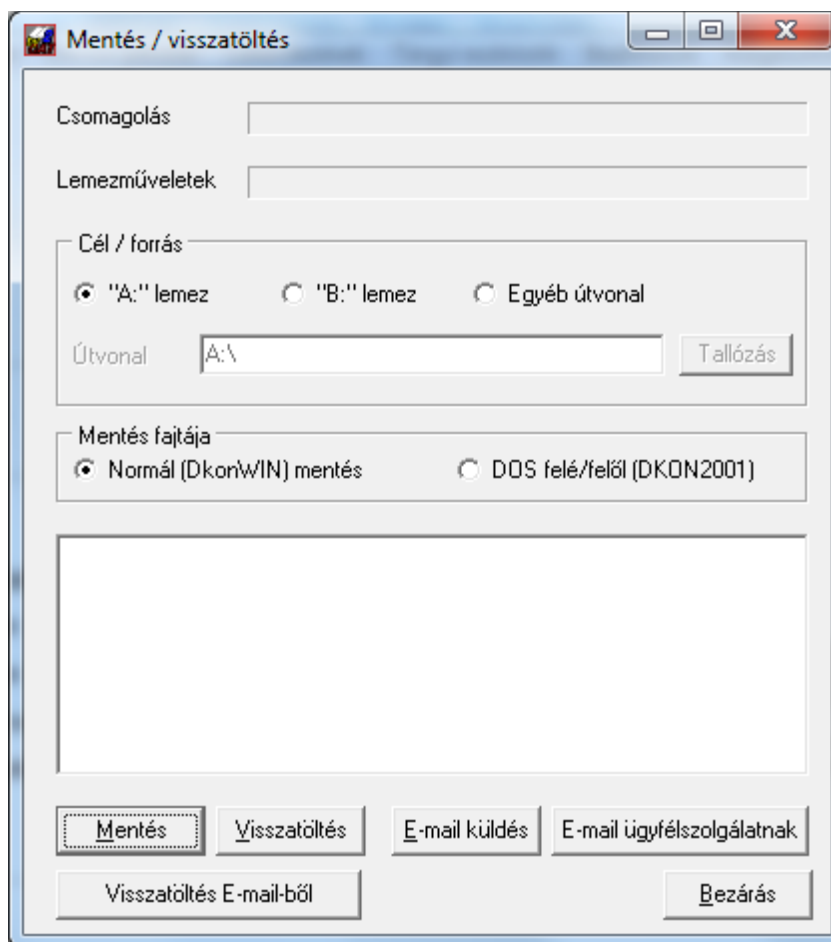 Mentés / visszatöltés
Csomagolás
Lemezműveletek
Cél / forrás
"A:" lemez "B:" lemez Egyéb útvonal
Útvonal A:\ Tallózás
Mentés fajtája
Normál (DkonWIN) mentés DOS felé/felől (DKON2001)
Mentés Visszatöltés E-mail küldés E-mail ügyfélszolgálatnak
Visszatöltés E-mail-ből Bezárás